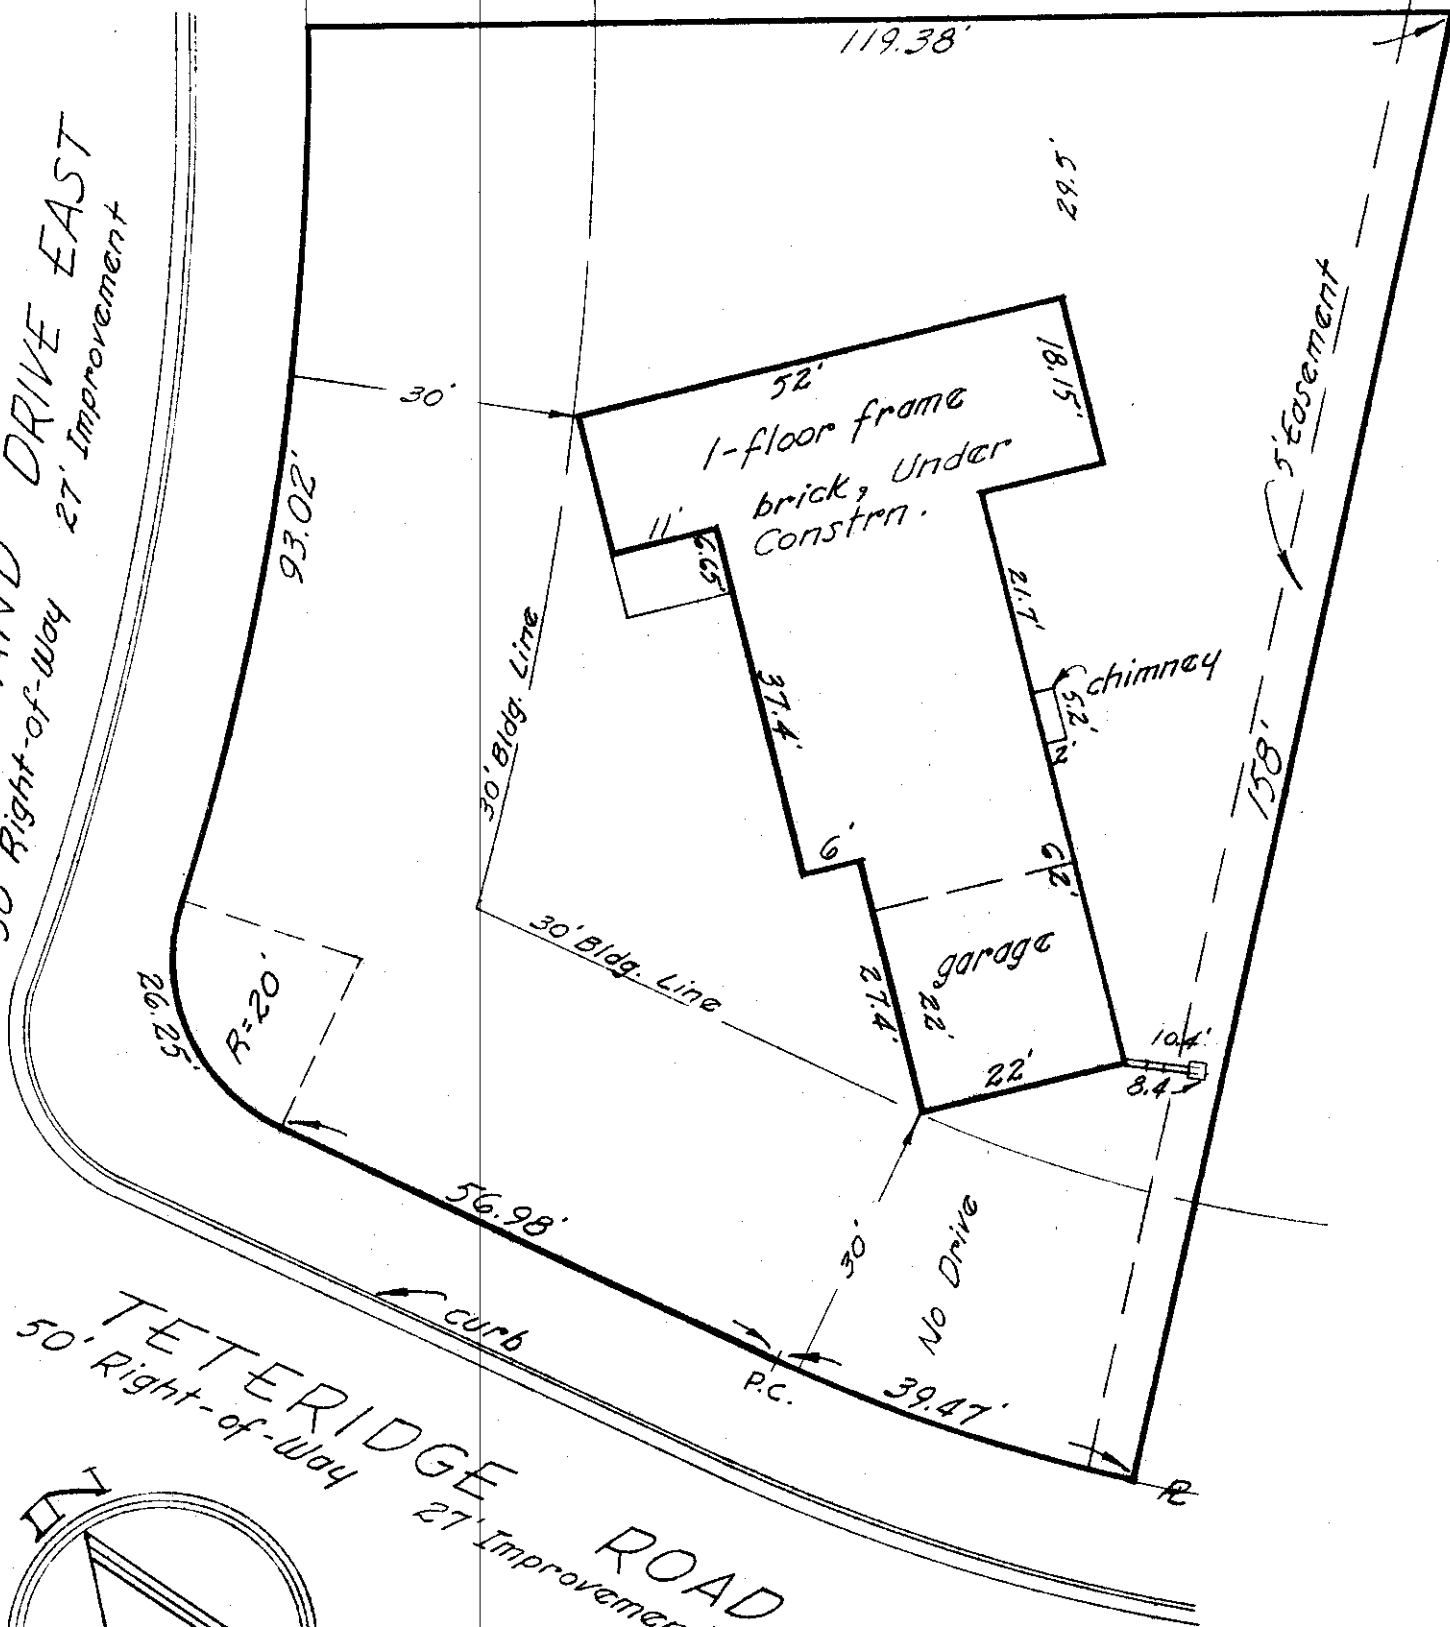 119.38'
29.5'
DRIVE EAST
27' Improvement
Right-of-Way
93.02'
30'
52'
18.15'
1-floor frame
brick, Under
Constrn.
11'
6.65'
5' Easement
21.7'
chimney
5.2'
2'
30' Bldg. Line
37.4'
158'
6'
62'
30' Bldg. Line
garage
27.4'
22'
22'
10.4'
8.4
R=20'
26.25'
56.98'
30'
No Drive
curb
P.C.
39.47'
TETERIDGE ROAD
50' Right-of-Way
27' Improvemen
N